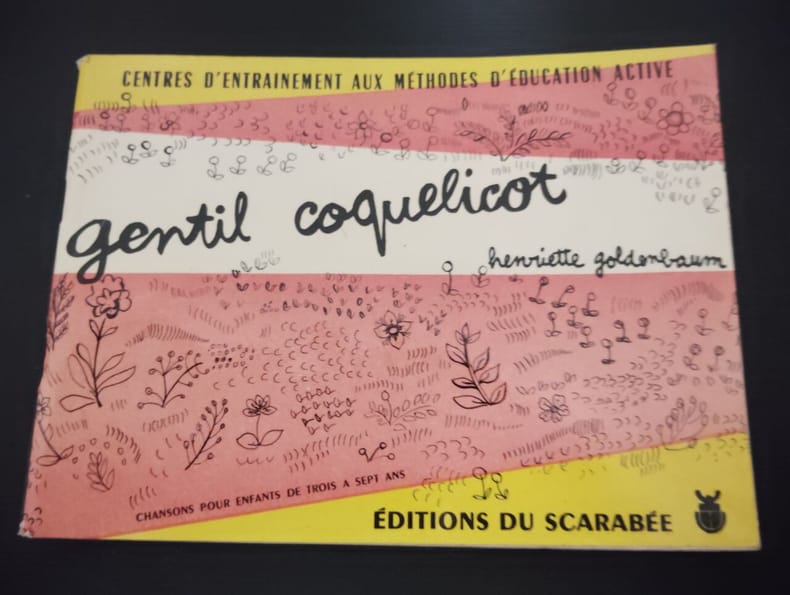 CENTRES D'ENTRAINEMENT AUX MÉTHODES D'ÉDUCATION ACTIVE
gentil coquelicot
henriette goldenbaum
CHANSONS POUR ENFANTS DE TROIS A SEPT ANS
ÉDITIONS DU SCARABÉE